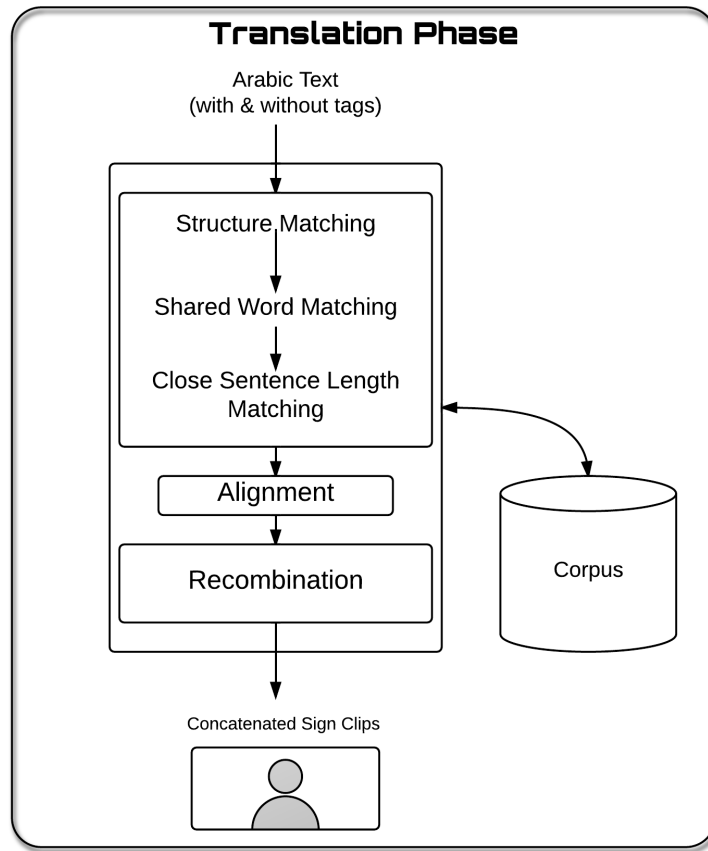 Translation Phase
Arabic Text
(with & without tags)
Structure Matching
Shared Word Matching
Close Sentence Length
Matching
Alignment
Recombination
Corpus
Concatenated Sign Clips